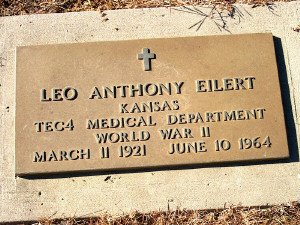 LEO ANTHONY EILERT
KANSAS
TEC4 MEDICAL DEPARTMENT
WORLD WAR II
MARCH 11 1921 JUNE 10 1964